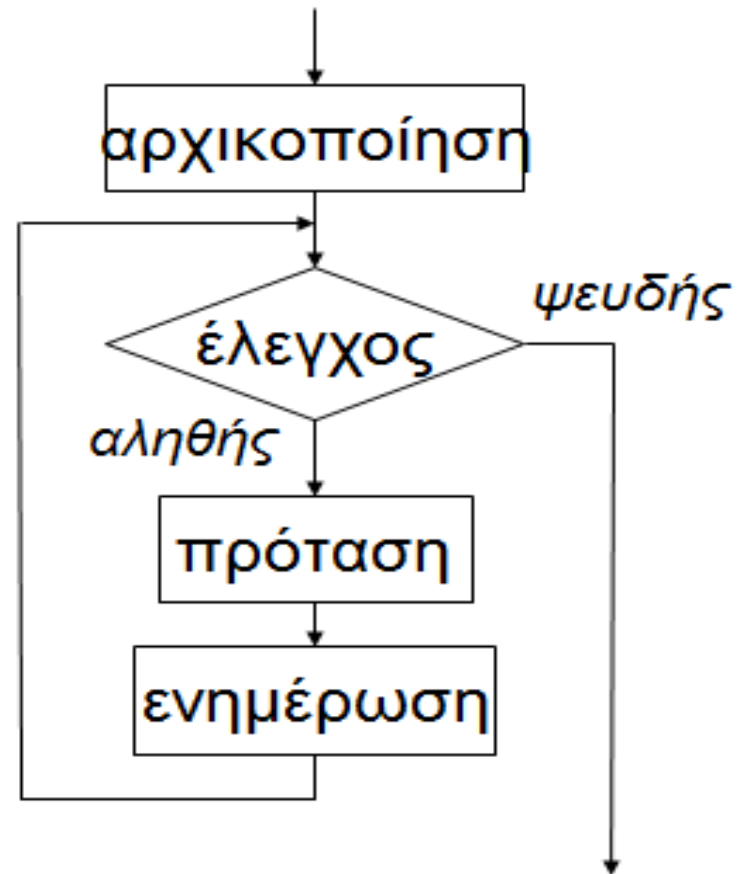 αρχικοποίηση
ψευδής
έλεγχος
αληθής
πρόταση
ενημέρωση